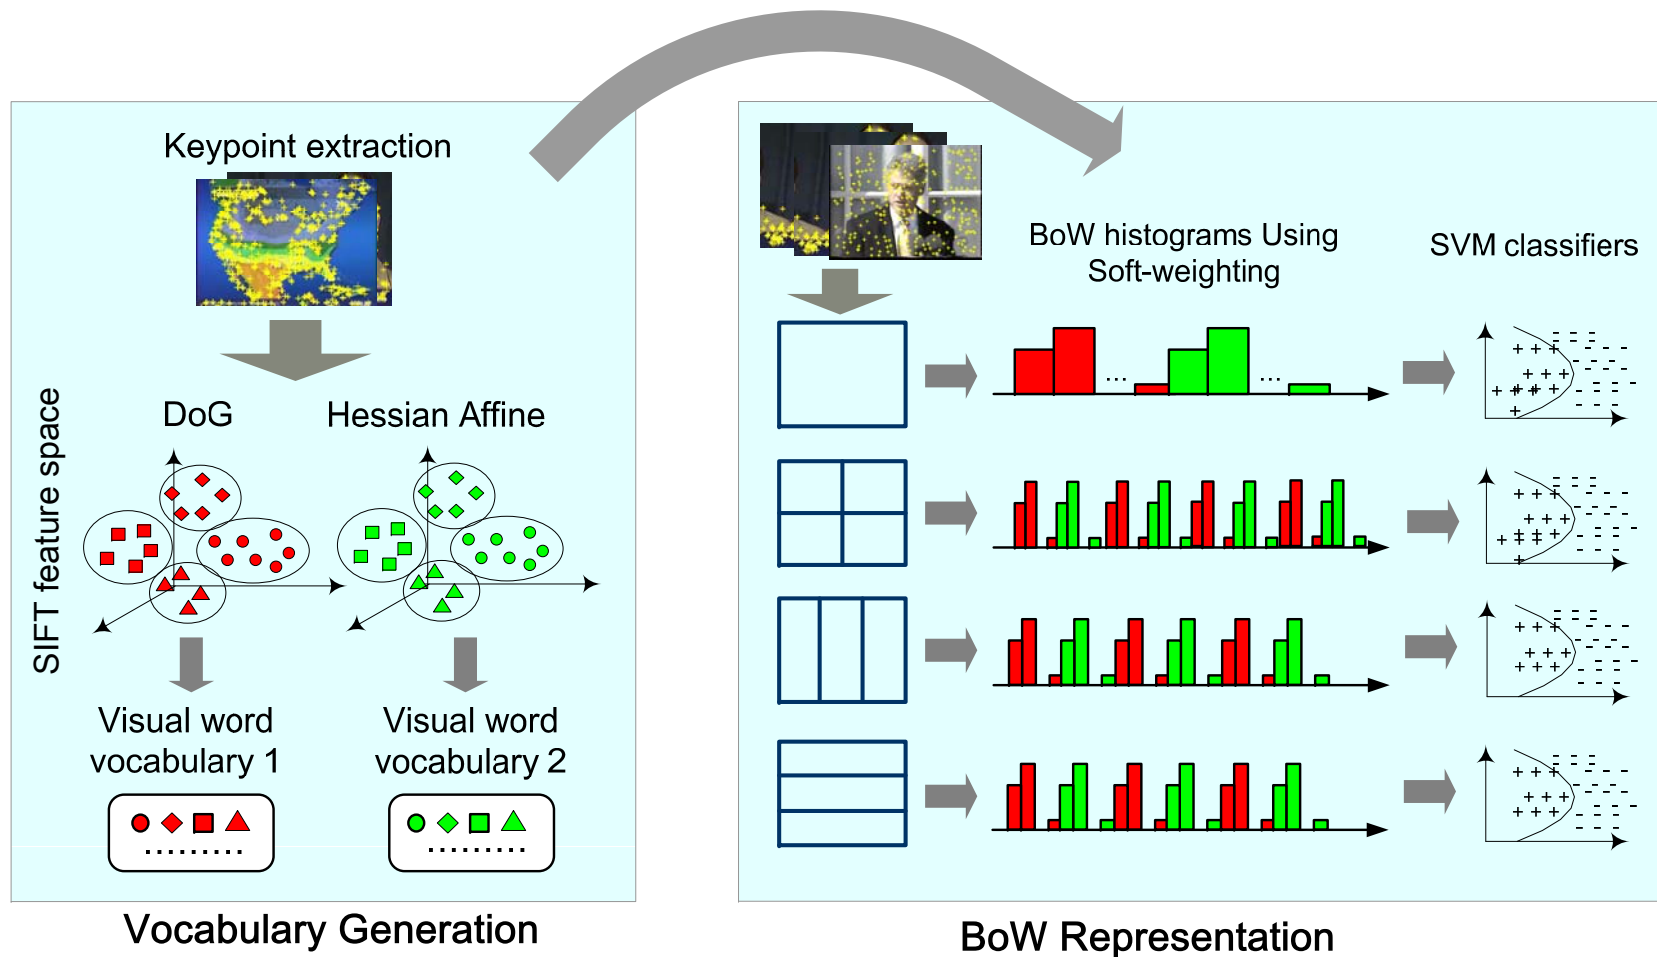 Keypoint extraction
SIFT feature space
DoG
Hessian Affine
Visual word
vocabulary 1
Visual word
vocabulary 2
Vocabulary Generation
BoW histograms Using
Soft-weighting
SVM classifiers
...
...
BoW Representation